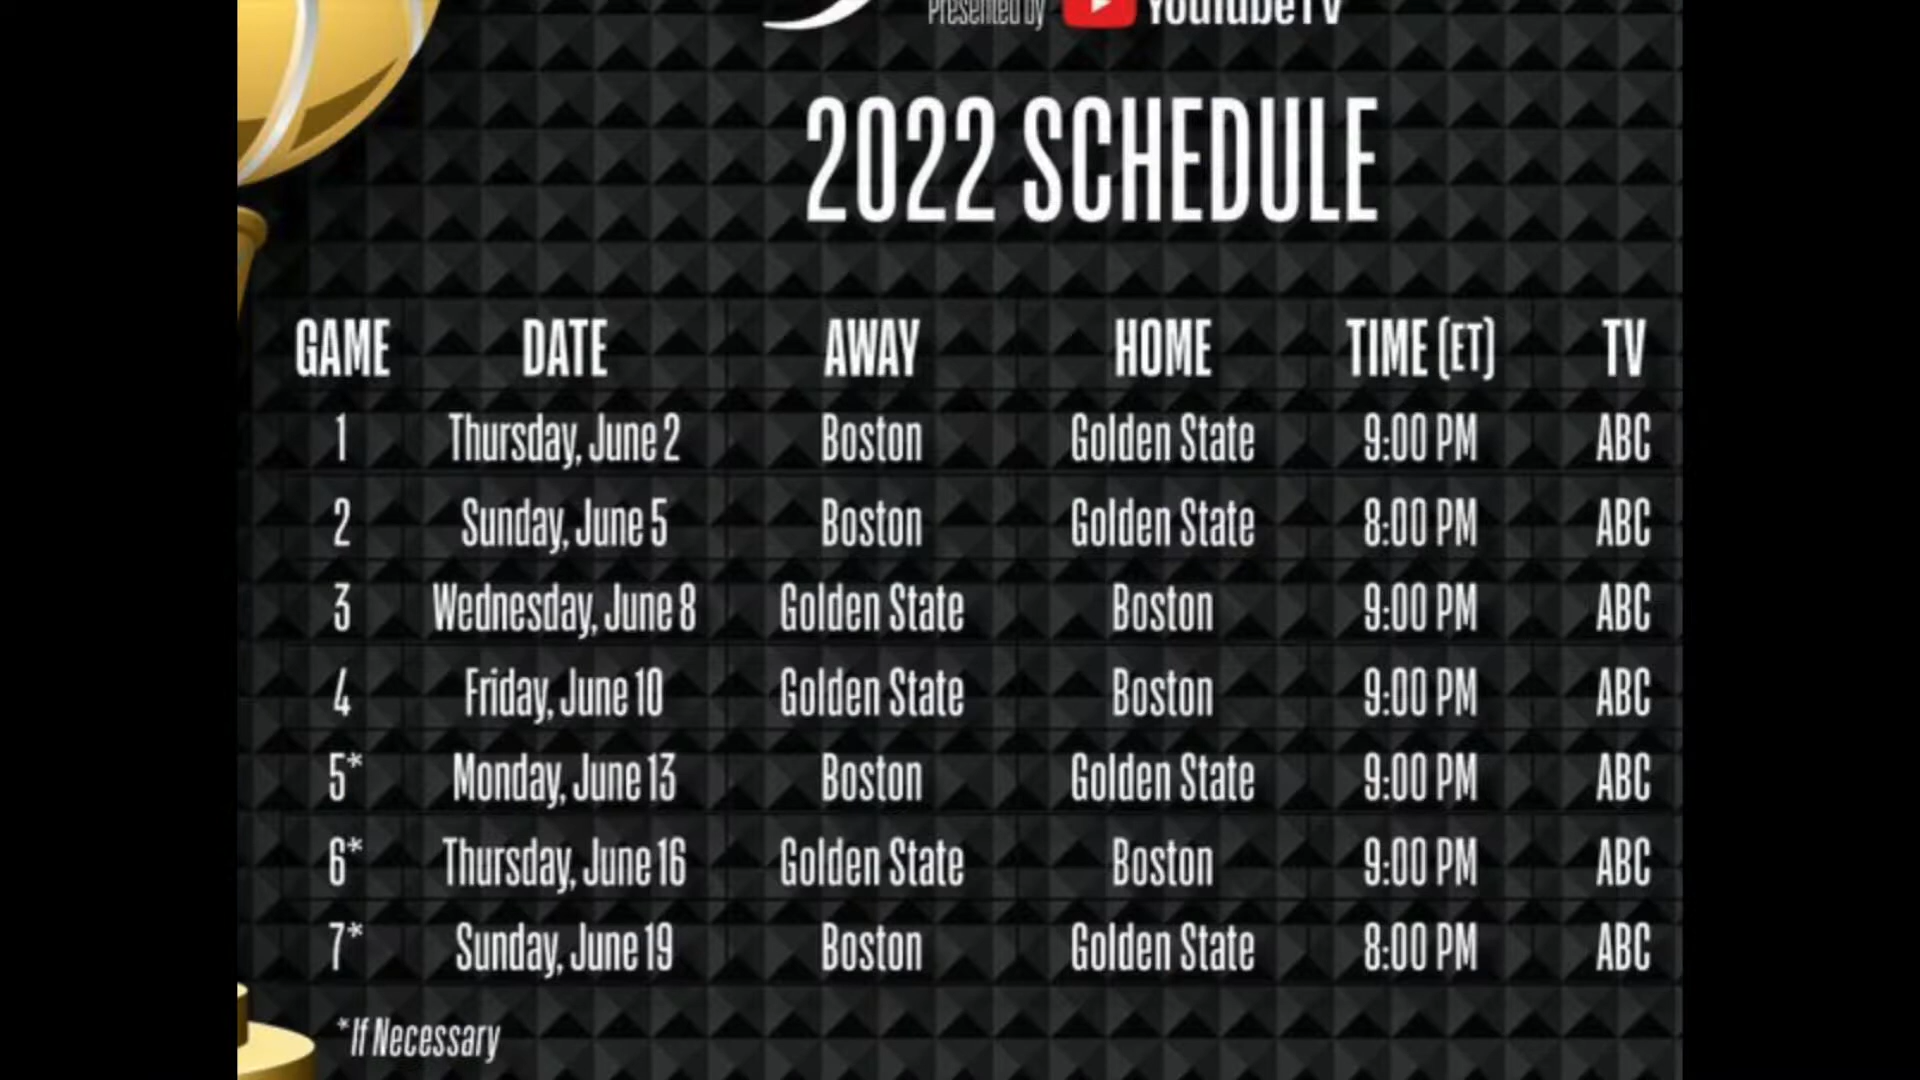 Presented by YouTubeTV
2022 SCHEDULE
GAME DATE AWAY HOME TIME (ET) TV
1 Thursday, June 2 Boston Golden State 9:00 PM ABC
2 Sunday, June 5 Boston Golden State 8:00 PM ABC
3 Wednesday, June 8 Golden State Boston 9:00 PM ABC
4 Friday, June 10 Golden State Boston 9:00 PM ABC
5* Monday, June 13 Boston Golden State 9:00 PM ABC
6* Thursday, June 16 Golden State Boston 9:00 PM ABC
7* Sunday, June 19 Boston Golden State 8:00 PM ABC
*If Necessary